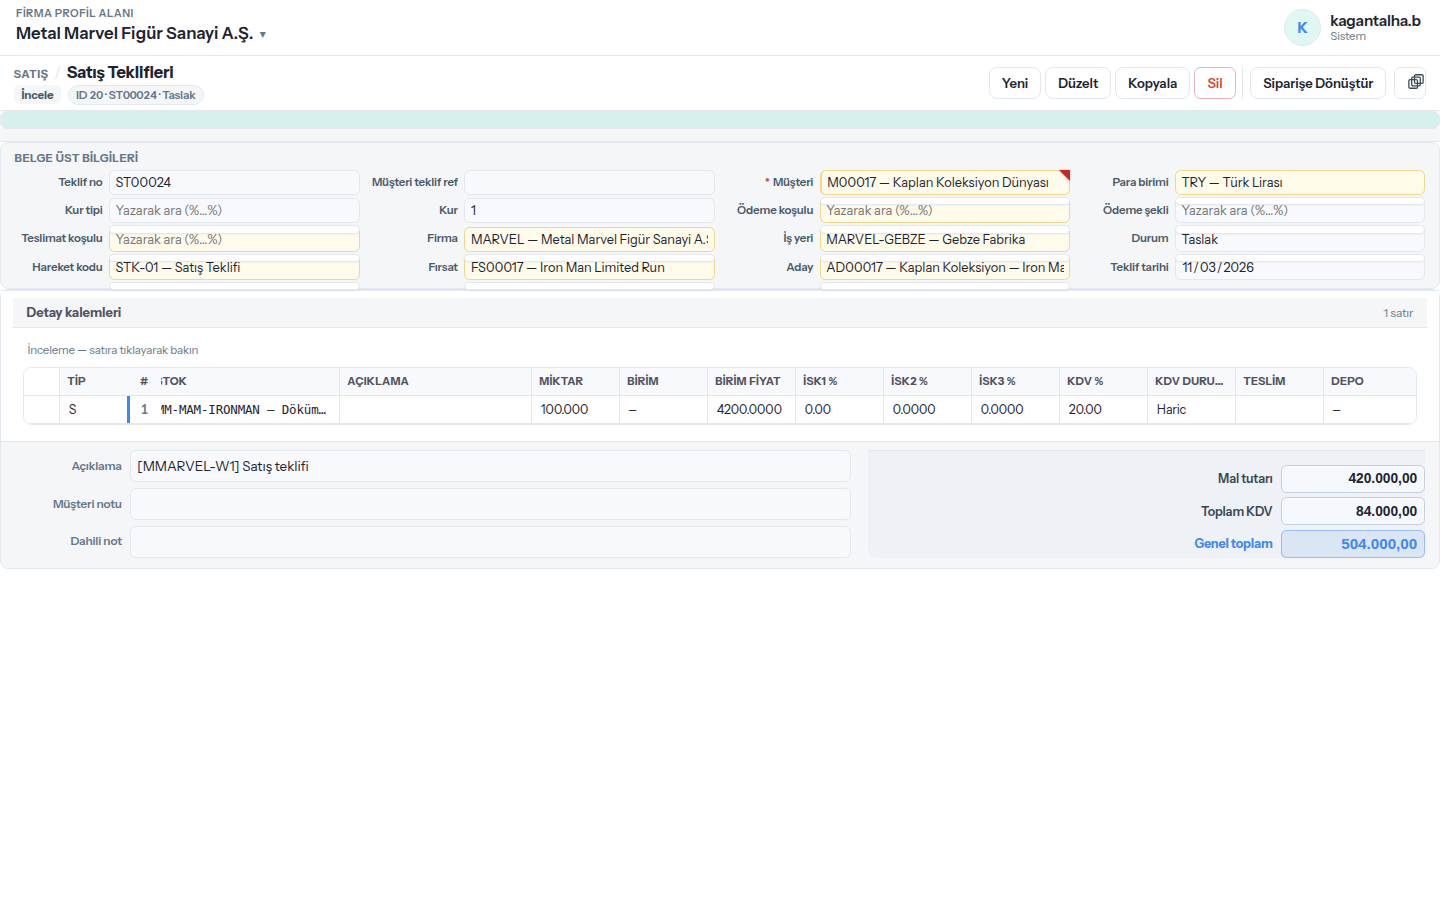 FİRMA PROFİL ALANI
Metal Marvel Figür Sanayi A.Ş. ▾
K
kagantalha.b
Sistem
SATIŞ / Satış Teklifleri
İncele
ID 20·ST00024·Taslak
Yeni
Düzelt
Kopyala
Sil
Siparişe Dönüştür
BELGE ÜST BİLGİLERİ
Teklif no ST00024
Müşteri teklif ref
* Müşteri M00017 — Kaplan Koleksiyon Dünyası
Para birimi TRY — Türk Lirası
Kur tipi Yazarak ara (%...%)
Kur 1
Ödeme koşulu Yazarak ara (%...%)
Ödeme şekli Yazarak ara (%...%)
Teslimat koşulu Yazarak ara (%...%)
Firma MARVEL — Metal Marvel Figür Sanayi A.
İş yeri MARVEL-GEBZE — Gebze Fabrika
Durum Taslak
Hareket kodu STK-01 — Satış Teklifi
Fırsat FS00017 — Iron Man Limited Run
Aday AD00017 — Kaplan Koleksiyon — Iron Ma
Teklif tarihi 11/03/2026
Detay kalemleri
1 satır
İnceleme — satıra tıklayarak bakın
TİP # STOK AÇIKLAMA MİKTAR BİRİM BİRİM FİYAT İSK1 % İSK2 % İSK3 % KDV % KDV DURU... TESLİM DEPO
S 1 MM-MAM-IRONMAN — Döküm… 100.000 — 4200.0000 0.00 0.0000 0.0000 20.00 Haric —
Açıklama [MMARVEL-W1] Satış teklifi
Müşteri notu
Dahili not
Mal tutarı 420.000,00
Toplam KDV 84.000,00
Genel toplam 504.000,00